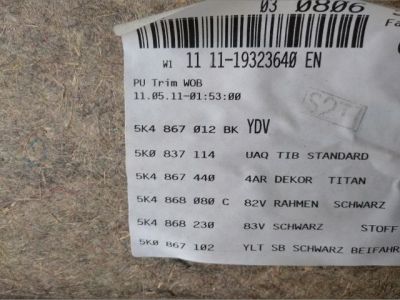 03 0806
W1 11 11-19323640 EN
PU Trim WOB
11.05.11-01:53:00
5K4 867 012 BK YDV
5K0 837 114 UAQ TIB STANDARD
5K4 867 440 4AR DEKOR TITAN
5K4 868 080 C 82V RAHMEN SCHWARZ
5K4 868 230 83V SCHWARZ STOFF
5K0 867 102 YLT SB SCHWARZ BEIFAHR